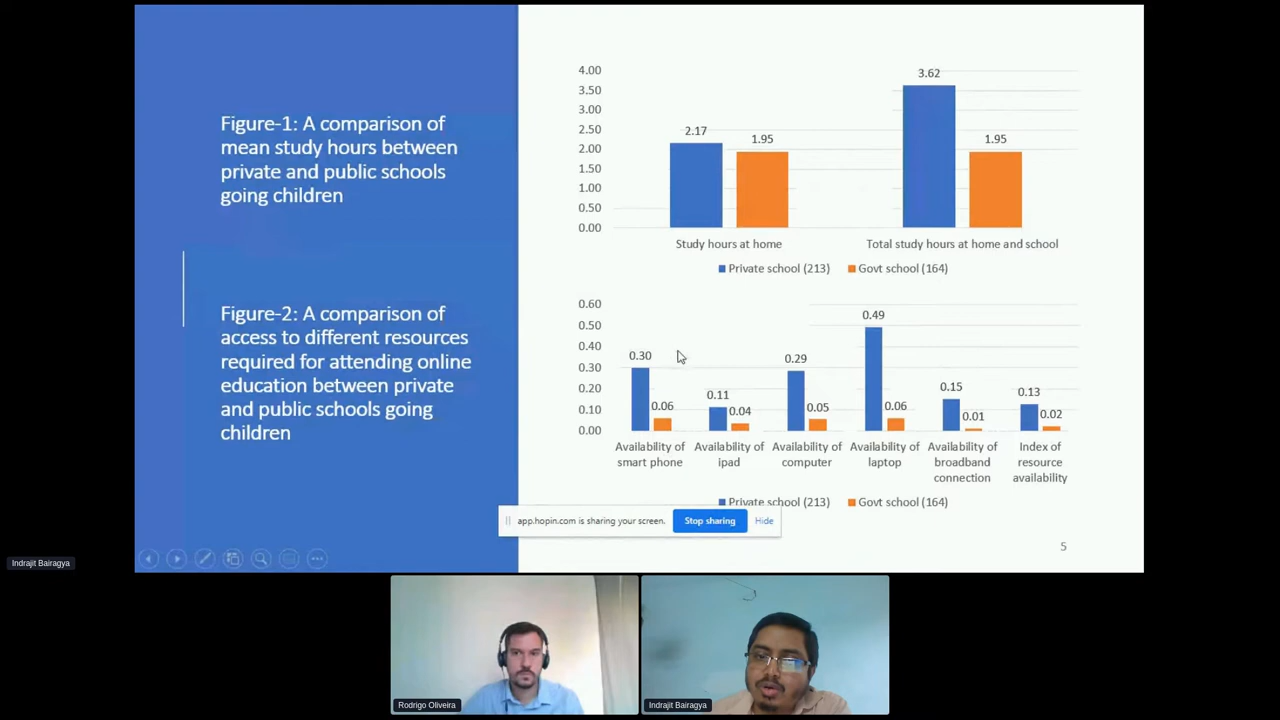 Figure-1: A comparison of
mean study hours between
private and public schools
going children
Figure-2: A comparison of
access to different resources
required for attending online
education between private
and public schools going
children
4.00
3.50
3.00
2.50
2.00
1.50
1.00
0.50
0.00
2.17
1.95
3.62
1.95
Study hours at home
Total study hours at home and school
Private school (213)
Govt school (164)
0.60
0.50
0.40
0.30
0.20
0.10
0.00
0.30
0.06
0.11
0.04
0.29
0.05
0.49
0.06
0.15
0.01
0.13
0.02
Availability of
smart phone
Availability of
ipad
Availability of
computer
Availability of
laptop
Availability of
broadband
connection
Index of
resource
availability
Private school (213)
Govt school (164)
app.hopin.com is sharing your screen.
Stop sharing
Hide
5
Indrajit Bairagya
Rodrigo Oliveira
Indrajit Bairagya